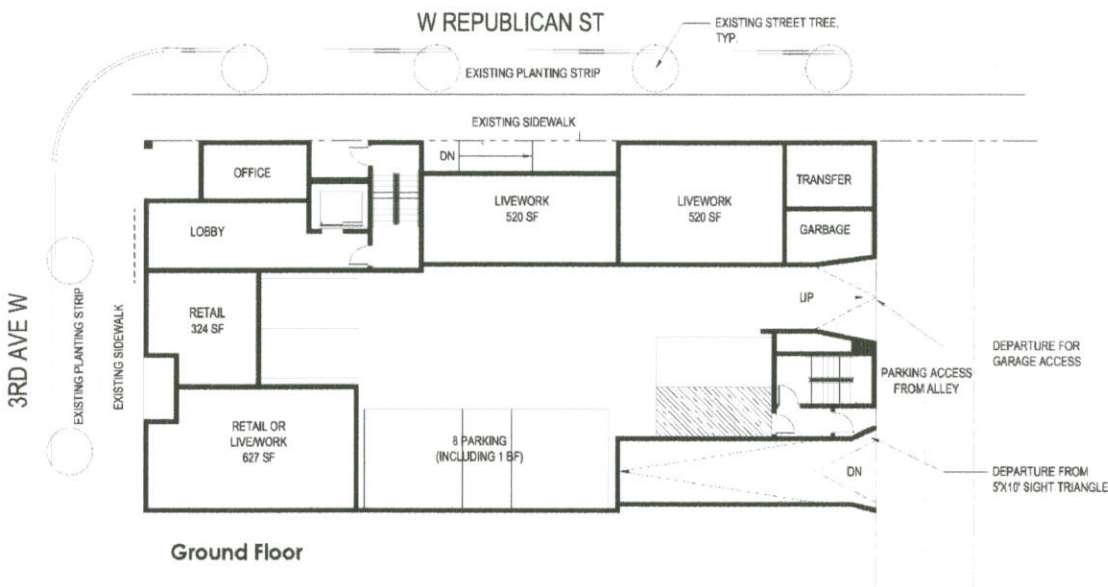 W REPUBLICAN ST
EXISTING STREET TREE,
TYP.
EXISTING PLANTING STRIP
EXISTING SIDEWALK
DN
OFFICE
LIVEWORK
520 SF
LIVEWORK
520 SF
TRANSFER
GARBAGE
LOBBY
3RD AVE W
EXISTING PLANTING STRIP
EXISTING SIDEWALK
RETAIL
324 SF
UP
DEPARTURE FOR
GARAGE ACCESS
PARKING ACCESS
FROM ALLEY
RETAIL OR
LIVE/WORK
627 SF
8 PARKING
(INCLUDING 1 BF)
DN
DEPARTURE FROM
5'X10' SIGHT TRIANGLE
Ground Floor